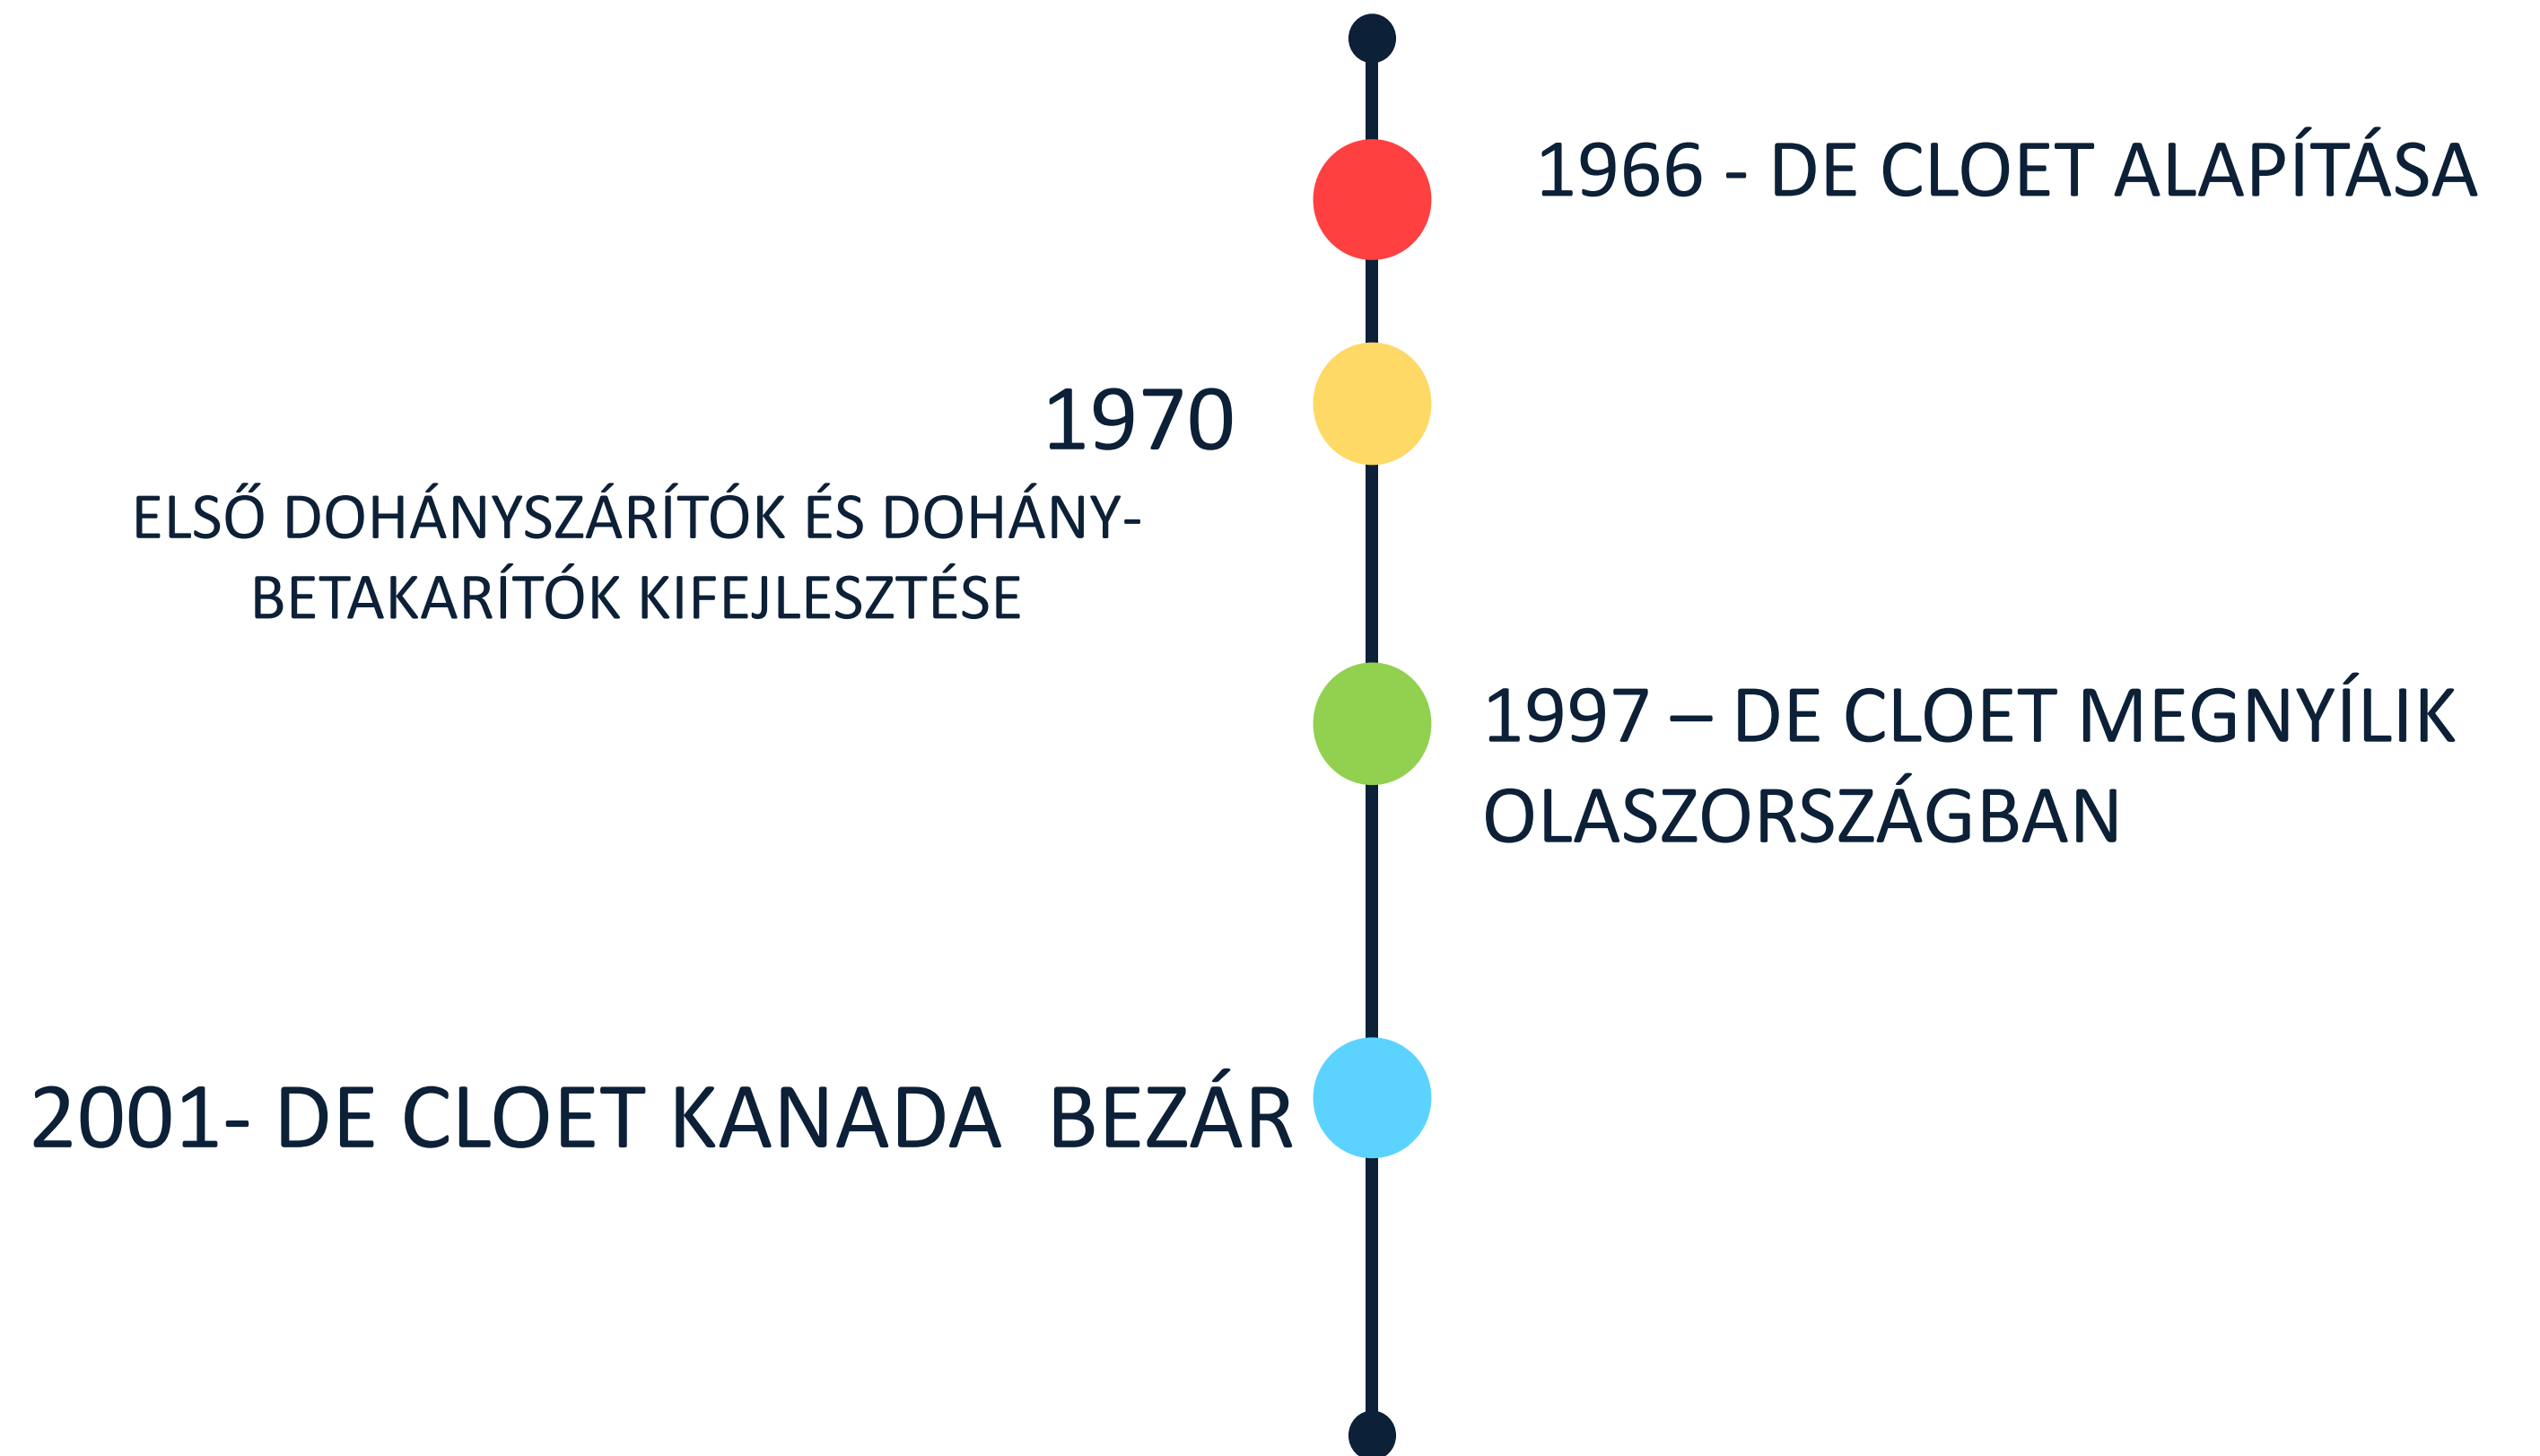 1966 - DE CLOET ALAPÍTÁSA
1970
ELSŐ DOHÁNYSZÁRÍTÓK ÉS DOHÁNY-
BETAKARÍTÓK KIFEJLESZTÉSE
1997 – DE CLOET MEGNYÍLIK
OLASZORSZÁGBAN
2001- DE CLOET KANADA  BEZÁR